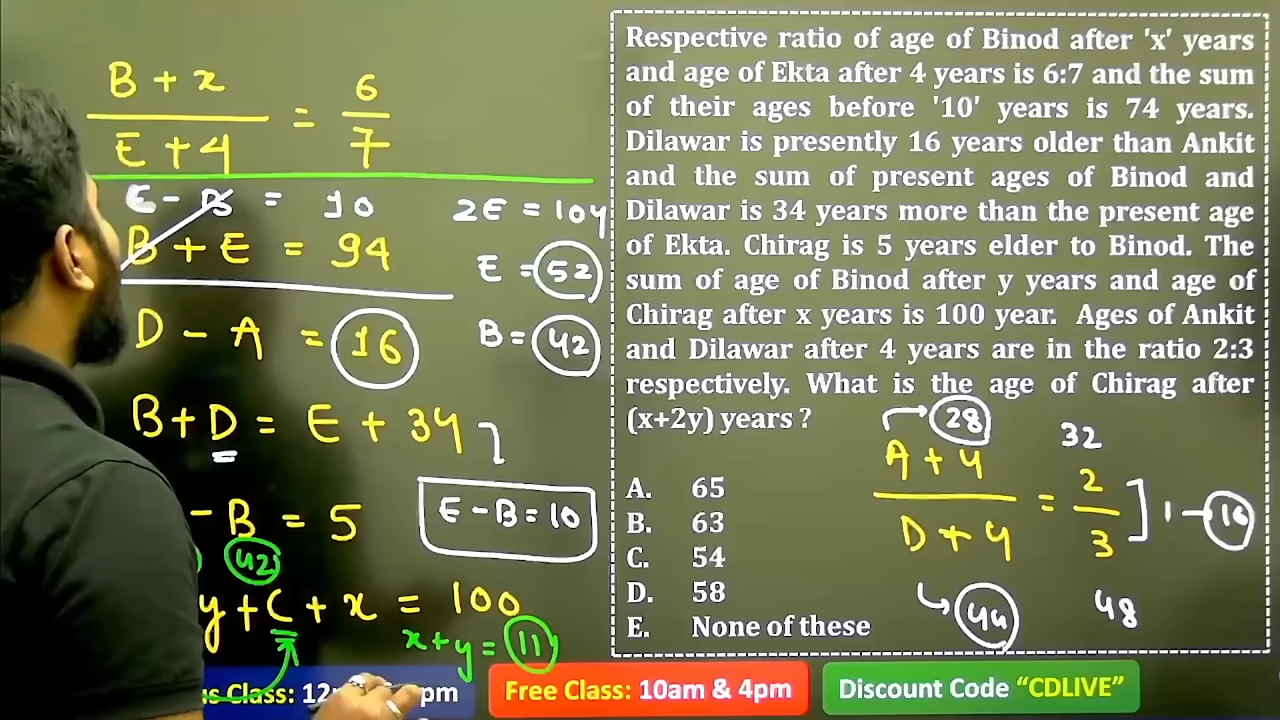 B + x
E + 4
=
6
7
E - B = 10
B + E = 94
2E = 104
E = 52
B = 42
D - A = 16
B + D = E + 34
E - B = 10
- B = 5
42
y + C + x = 100
x + y = 11
Respective ratio of age of Binod after 'x' years
and age of Ekta after 4 years is 6:7 and the sum
of their ages before '10' years is 74 years.
Dilawar is presently 16 years older than Ankit
and the sum of present ages of Binod and
Dilawar is 34 years more than the present age
of Ekta. Chirag is 5 years elder to Binod. The
sum of age of Binod after y years and age of
Chirag after x years is 100 year. Ages of Ankit
and Dilawar after 4 years are in the ratio 2:3
respectively. What is the age of Chirag after
(x+2y) years ?
A. 65
B. 63
C. 54
D. 58
E. None of these
28
32
A + 4
D + 4
=
2
3
1 - 16
44
48
Class: 12 pm
Free Class: 10am & 4pm
Discount Code “CDLIVE”